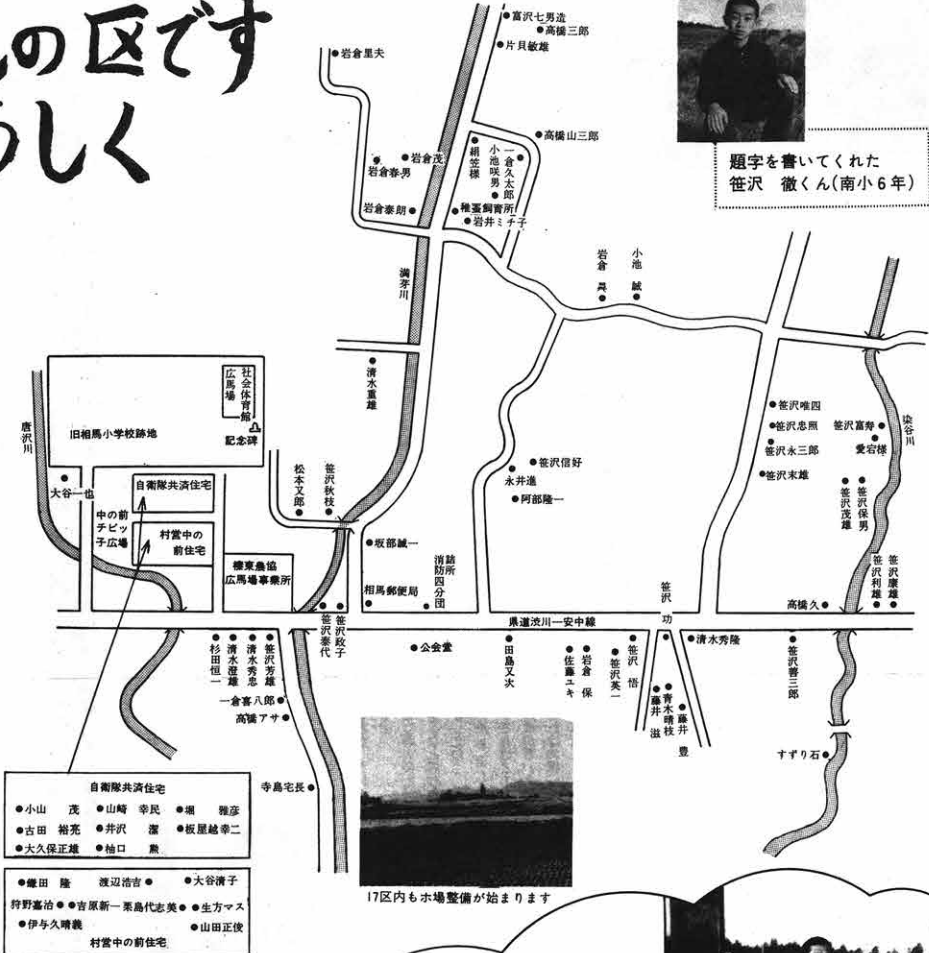 の区です
しく
題字を書いてくれた
笹沢 徹くん(南小6年)
富沢七男造
高橋三郎
片貝敏雄
岩倉里夫
高橋山三郎
絹笠様
小池咲男
一倉久太郎
岩倉茂
岩倉春男
岩倉泰朗
稚蚕飼育所
岩井ミチ子
満芽川
岩倉 具
小池 誠
社会体育館
広馬場
記念碑
旧相馬小学校跡地
唐沢川
清水重雄
大谷一也
自衛隊共済住宅
中の前
チビッ
子広場
村営中の
前住宅
榛東農協
広馬場事業所
松本又郎
笹沢秋枝
坂部誠一
相馬郵便局
消防四分団
詰所
笹沢信好
永井進
阿部隆一
笹沢唯四
笹沢忠照
笹沢永三郎
笹沢末雄
笹沢富寿
愛宕様
染谷川
笹沢茂雄
笹沢保男
笹沢利雄
笹沢康雄
高橋久
県道渋川―安中線
笹沢 功
清水秀隆
笹沢善三郎
笹沢泰代
笹沢政子
公会堂
田島又次
佐藤ユキ
岩倉 保
笹沢英一
笹沢 悟
藤井 滋
青木晴枝
藤井 豊
杉田恒一
清水澄雄
清水秀忠
笹沢芳雄
一倉喜八郎
高橋アサ
寺島宅長
すずり石
自衛隊共済住宅
小山 茂 山崎 幸民 堀 雅彦
古田 裕亮 井沢 潔 板屋越幸二
大久保正雄 柚口 勲
鎌田 隆 渡辺浩吉 大谷清子
狩野嘉治 吉原新一 栗島代志美 生方マス
伊与久晴義 山田正俊
村営中の前住宅
17区内もホ場整備が始まります